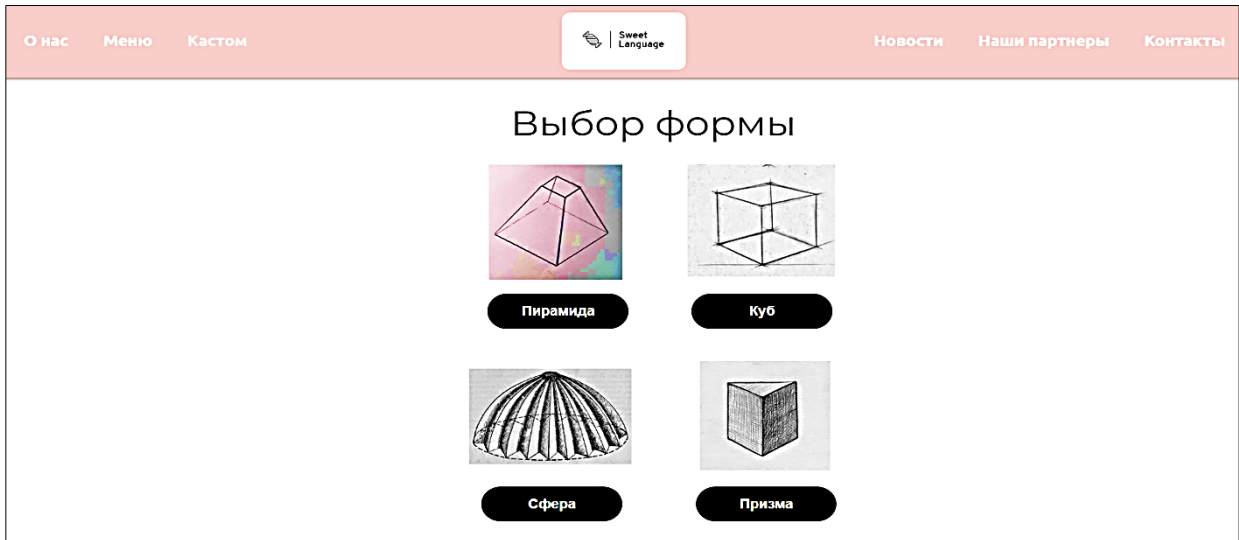 О нас Меню Кастом
Sweet
Language
Новости Наши партнеры Контакты
Выбор формы
Пирамида Куб
Сфера Призма